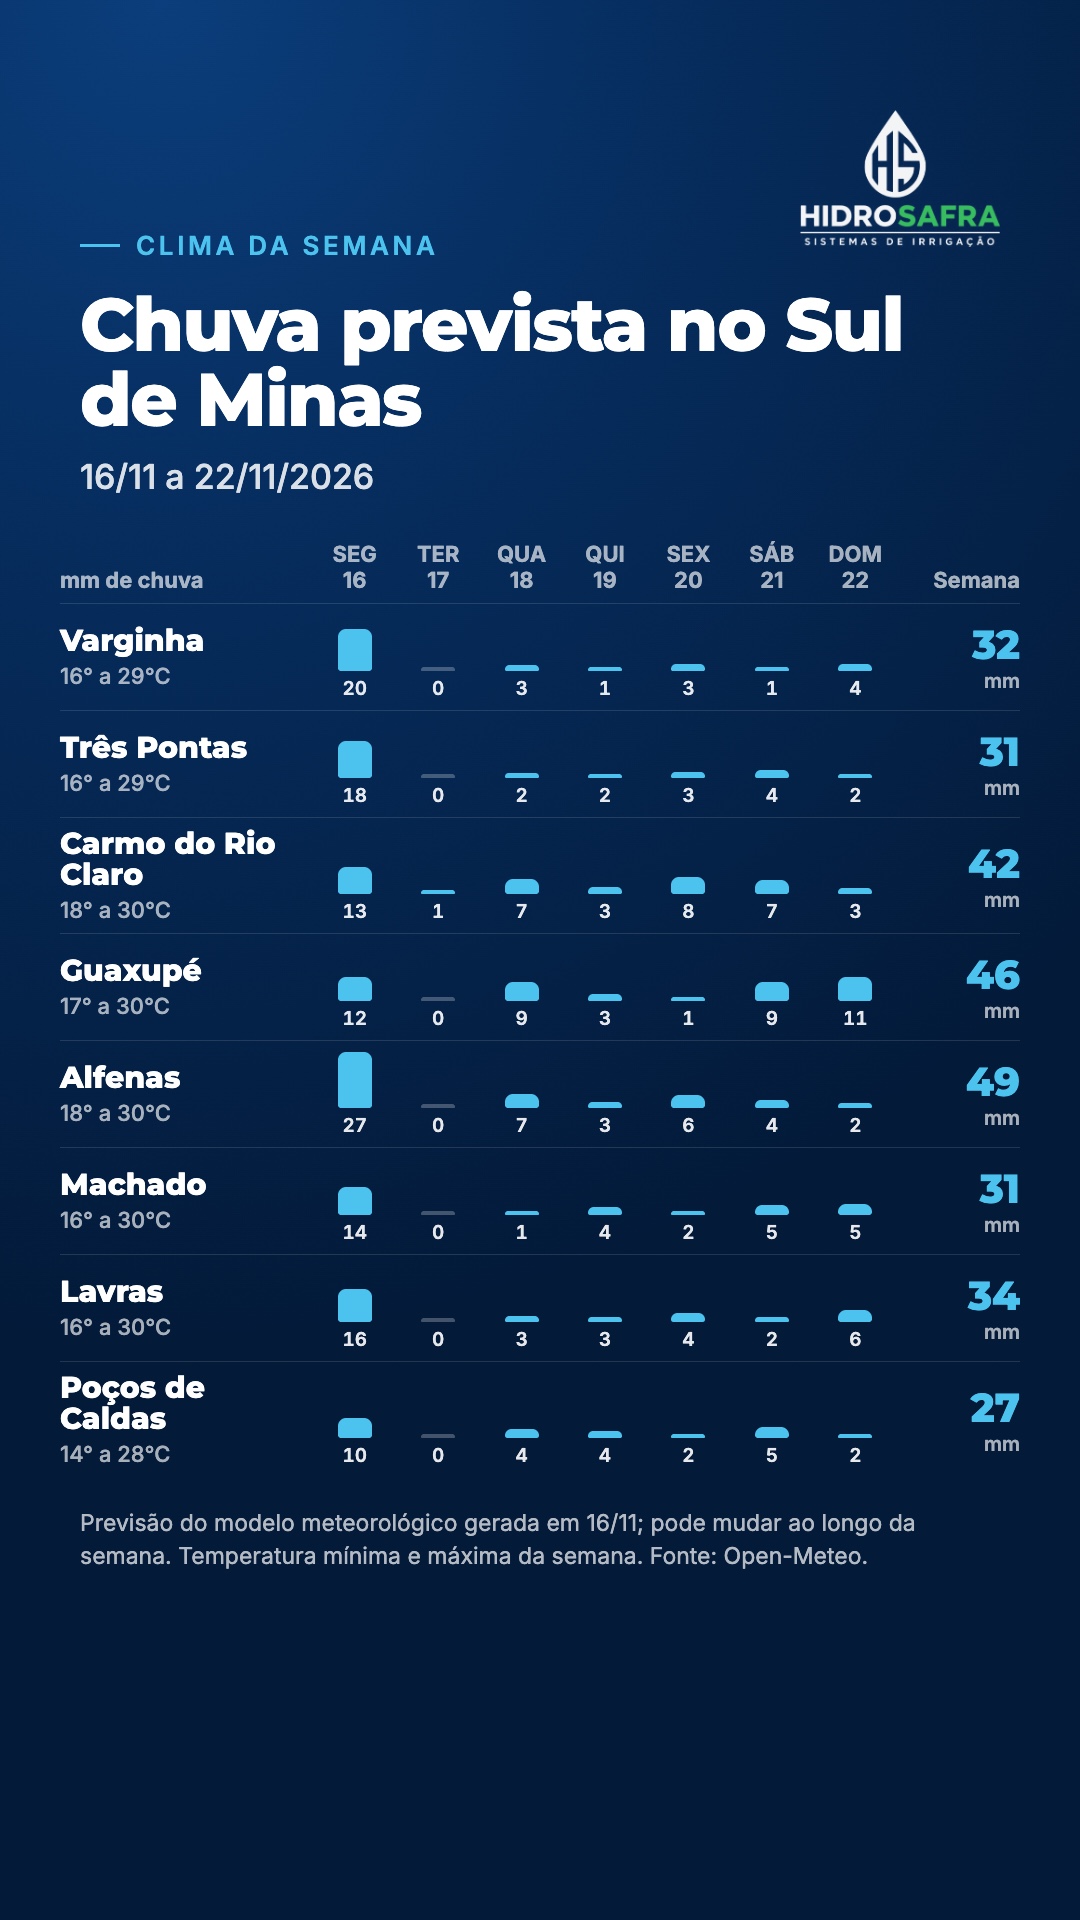 HS
HIDROSAFRA
SISTEMAS DE IRRIGAÇÃO
CLIMA DA SEMANA
Chuva prevista no Sul
de Minas
16/11 a 22/11/2026
mm de chuva SEG 16 TER 17 QUA 18 QUI 19 SEX 20 SÁB 21 DOM 22 Semana
Varginha
16° a 29°C
20 0 3 1 3 1 4
32 mm
Três Pontas
16° a 29°C
18 0 2 2 3 4 2
31 mm
Carmo do Rio
Claro
18° a 30°C
13 1 7 3 8 7 3
42 mm
Guaxupé
17° a 30°C
12 0 9 3 1 9 11
46 mm
Alfenas
18° a 30°C
27 0 7 3 6 4 2
49 mm
Machado
16° a 30°C
14 0 1 4 2 5 5
31 mm
Lavras
16° a 30°C
16 0 3 3 4 2 6
34 mm
Poços de
Caldas
14° a 28°C
10 0 4 4 2 5 2
27 mm
Previsão do modelo meteorológico gerada em 16/11; pode mudar ao longo da
semana. Temperatura mínima e máxima da semana. Fonte: Open-Meteo.